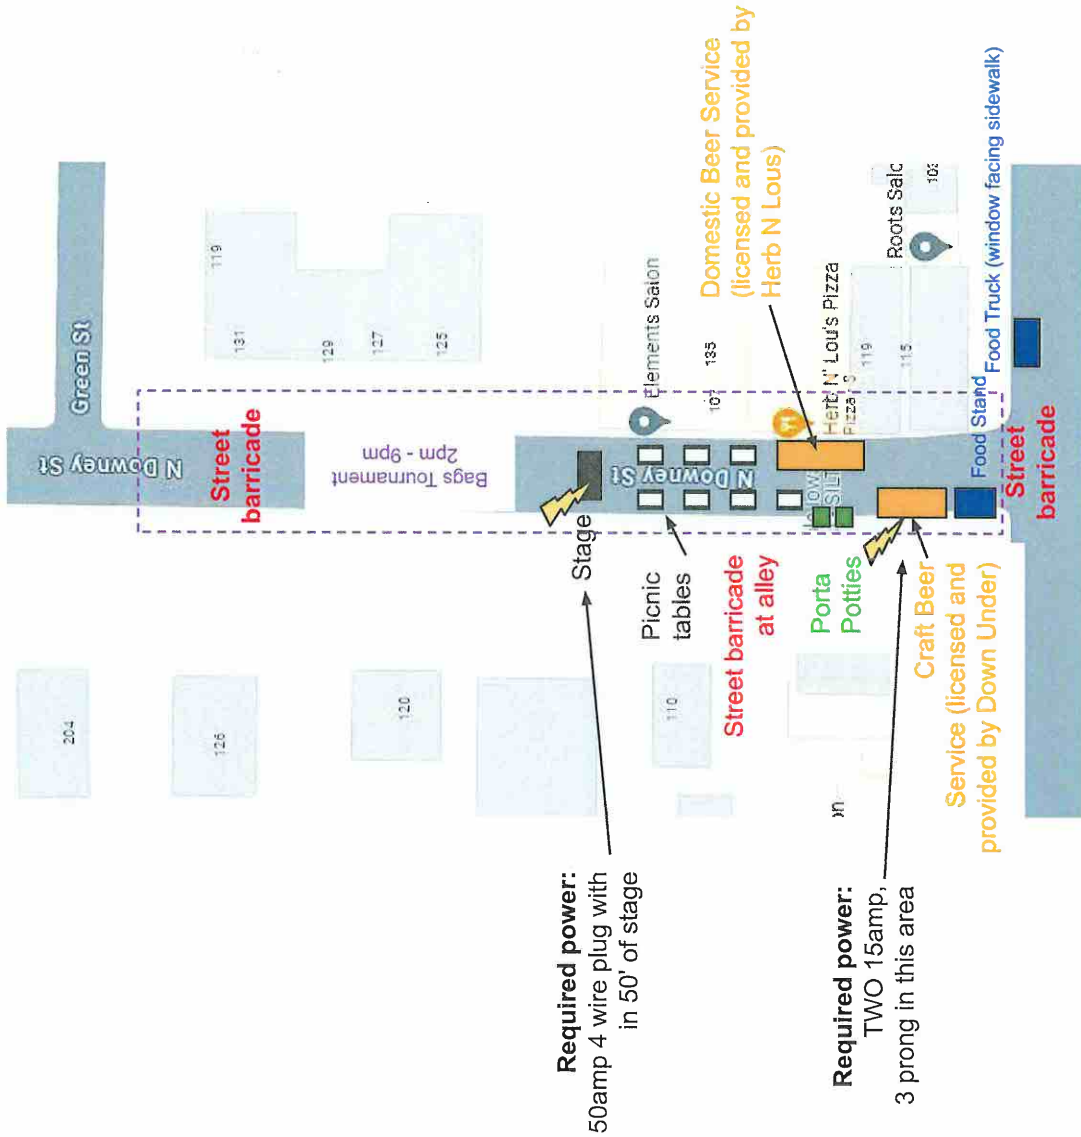 Green St
N Downey St
119
131
129
127
125
Street
barricade
Bags Tournament
2pm - 9pm
204
126
120
Stage
N Downey St
Elements Salon
135
Domestic Beer Service
(licensed and provided by
Herb N Lous)
Picnic
tables
110
Street barricade
at alley
Herb N' Lou's Pizza
119
115
Roots Salo
Porta
Potties
Craft Beer
Service (licensed and
provided by Down Under)
Food Stand
Food Truck (window facing sidewalk)
Street
barricade
Required power:
50amp 4 wire plug with
in 50' of stage
Required power:
TWO 15amp,
3 prong in this area